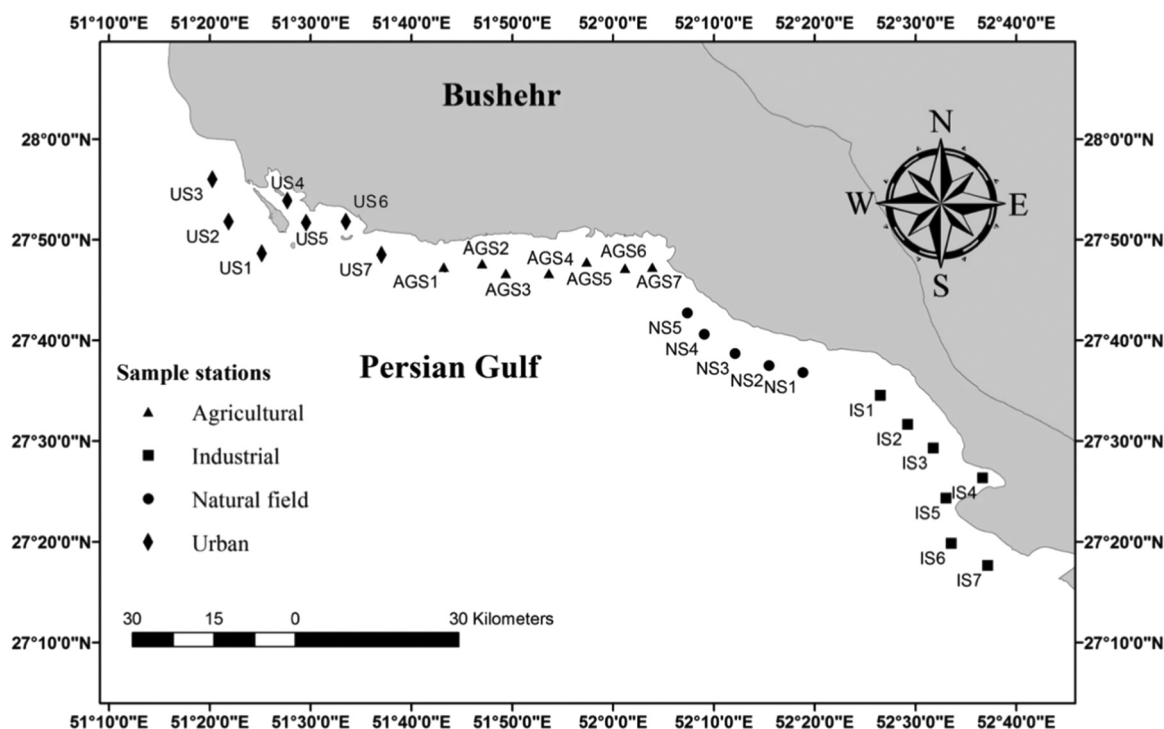 51°10'0"E 51°20'0"E 51°30'0"E 51°40'0"E 51°50'0"E 52°0'0"E 52°10'0"E 52°20'0"E 52°30'0"E 52°40'0"E
Bushehr
N
28°0'0"N 28°0'0"N
W E
S
US3
US4
US6
US2
US5
US1
US7
27°50'0"N 27°50'0"N
AGS2
AGS4
AGS6
AGS1
AGS3
AGS5
AGS7
NS5
27°40'0"N 27°40'0"N
NS4
NS3
NS2
NS1
Persian Gulf
IS1
IS2
27°30'0"N 27°30'0"N
IS3
IS4
IS5
27°20'0"N 27°20'0"N
IS6
IS7
Sample stations
Agricultural
Industrial
Natural field
Urban
30 15 0 30 Kilometers
27°10'0"N 27°10'0"N
51°10'0"E 51°20'0"E 51°30'0"E 51°40'0"E 51°50'0"E 52°0'0"E 52°10'0"E 52°20'0"E 52°30'0"E 52°40'0"E